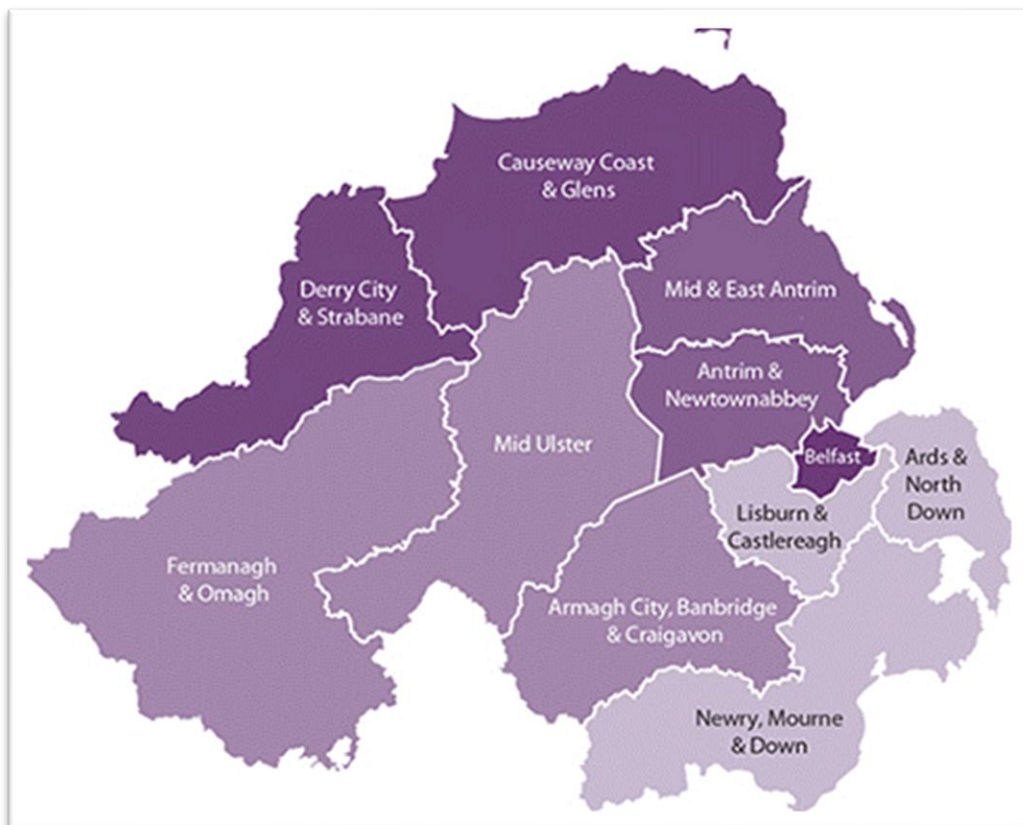 Causeway Coast
& Glens
Derry City
& Strabane
Mid & East Antrim
Antrim &
Newtownabbey
Mid Ulster
Belfast
Ards &
North
Down
Lisburn &
Castlereagh
Fermanagh
& Omagh
Armagh City, Banbridge
& Craigavon
Newry, Mourne
& Down